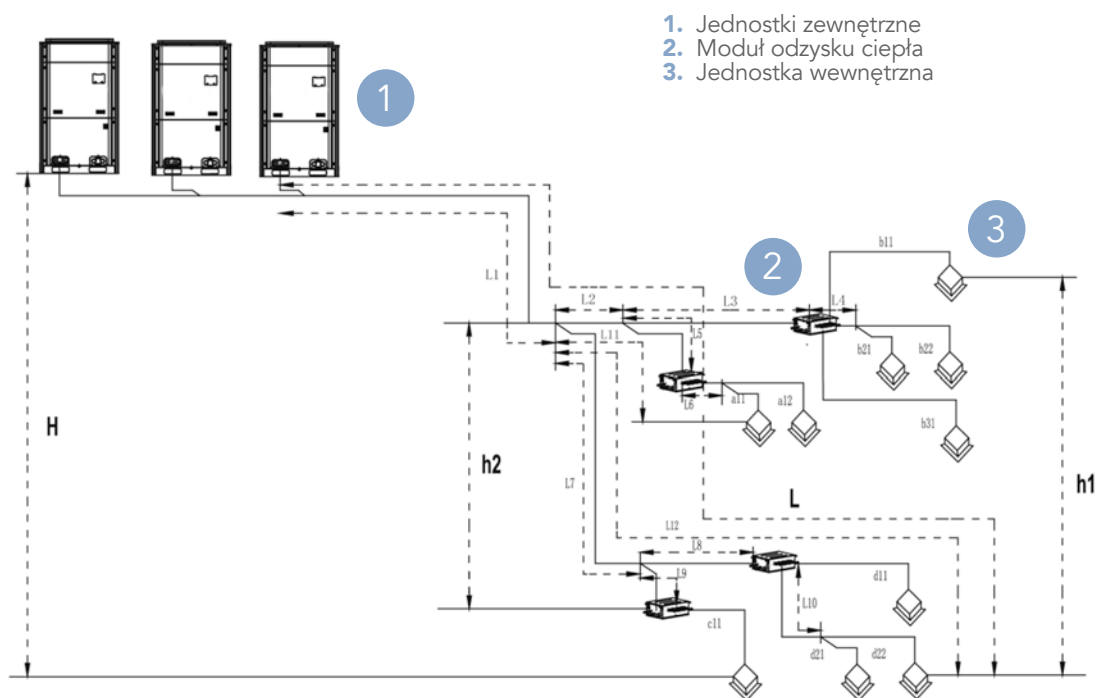 1. Jednostki zewnętrzne
2. Moduł odzysku ciepła
3. Jednostka wewnętrzna
1
3
b11
2
L1
L2
L3
L4
L11
L5
b21
b22
L6
a11
a12
b31
H
h2
L7
L
h1
L12
L8
L9
d11
L10
c11
d21
d22